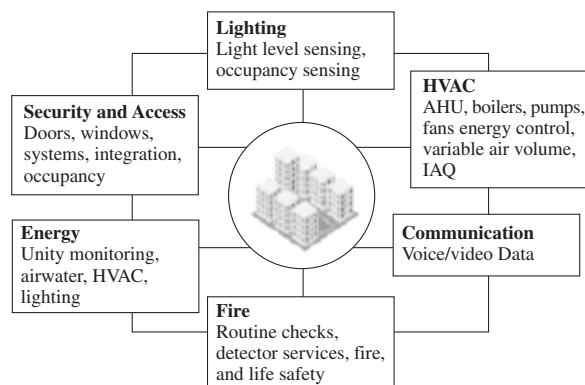 Lighting
Light level sensing,
occupancy sensing
Security and Access
Doors, windows,
systems, integration,
occupancy
HVAC
AHU, boilers, pumps,
fans energy control,
variable air volume,
IAQ
Energy
Unity monitoring,
airwater, HVAC,
lighting
Communication
Voice/video Data
Fire
Routine checks,
detector services, fire,
and life safety